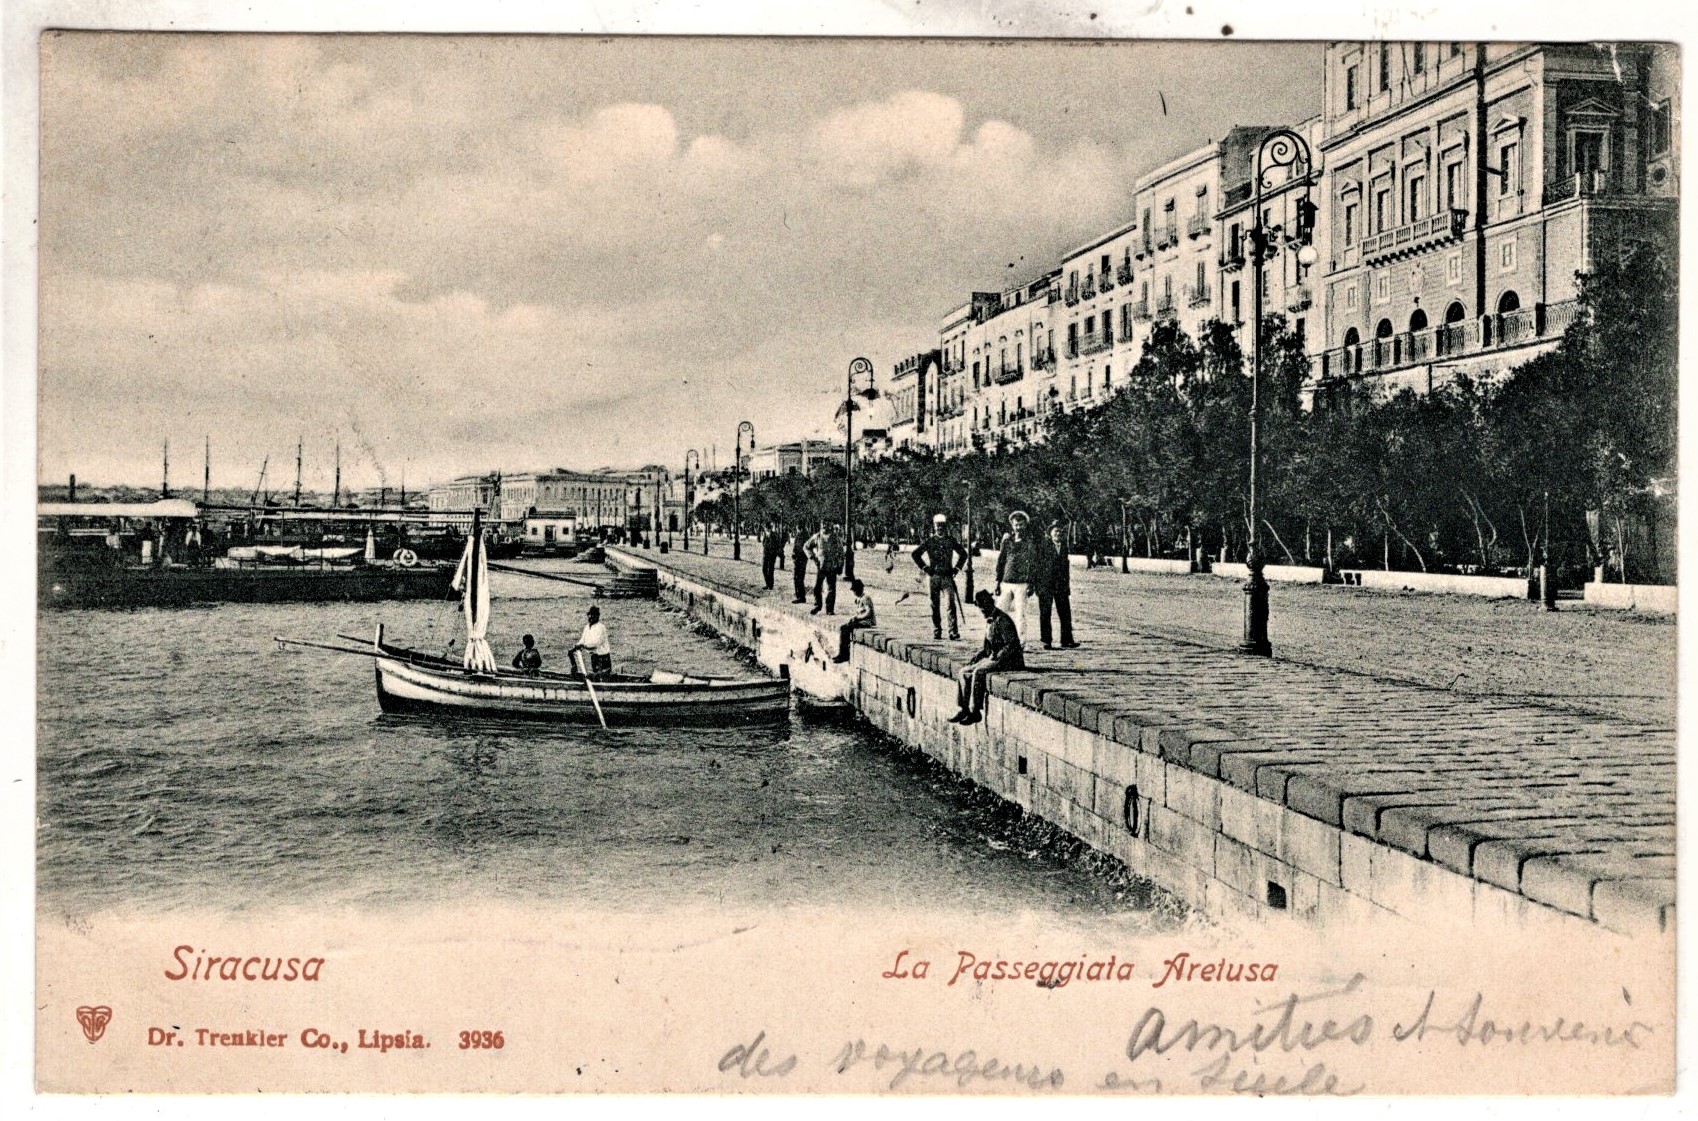 Siracusa
La Passeggiata Aretusa
Dr. Trenkler Co., Lipsia. 3936
Amitiés et Souvenir
des voyageurs en Sicile